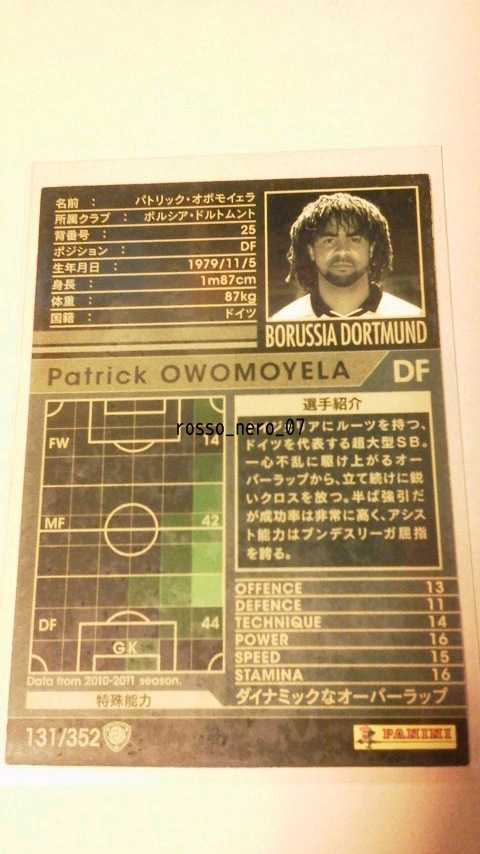 名前 ： パトリック・オボモイェラ
所属クラブ ： ボルシア・ドルトムント
背番号 ： 25
ポジション ： DF
生年月日 ： 1979/11/5
身長 ： 1m87cm
体重 ： 87kg
国籍 ： ドイツ
BORUSSIA DORTMUND
Patrick OWOMOYELA DF
選手紹介
rosso_nero_07
リアにルーツを持つ、
ドイツを代表する超大型SB。
一心不乱に駆け上がるオー
バーラップから、立て続けに鋭
いクロスを放つ。半ば強引だ
が成功率は非常に高く、アシス
ト能力はブンデスリーガ屈指
を誇る。
FW 14
MF 42
DF 44
GK
Data from 2010-2011 season.
OFFENCE 13
DEFENCE 11
TECHNIQUE 14
POWER 16
SPEED 15
STAMINA 16
特殊能力
ダイナミックなオーバーラップ
131/352
PANINI